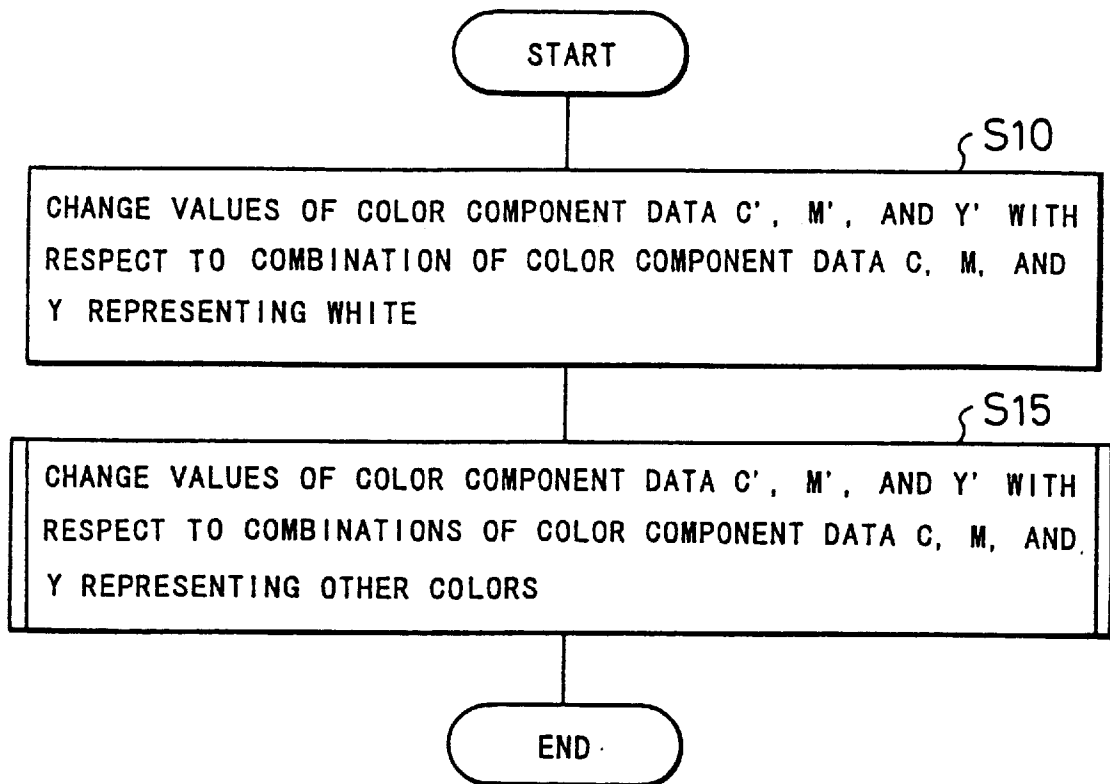 START
S10
CHANGE VALUES OF COLOR COMPONENT DATA C', M', AND Y' WITH
RESPECT TO COMBINATION OF COLOR COMPONENT DATA C, M, AND
Y REPRESENTING WHITE
S15
CHANGE VALUES OF COLOR COMPONENT DATA C', M', AND Y' WITH
RESPECT TO COMBINATIONS OF COLOR COMPONENT DATA C, M, AND
Y REPRESENTING OTHER COLORS
END